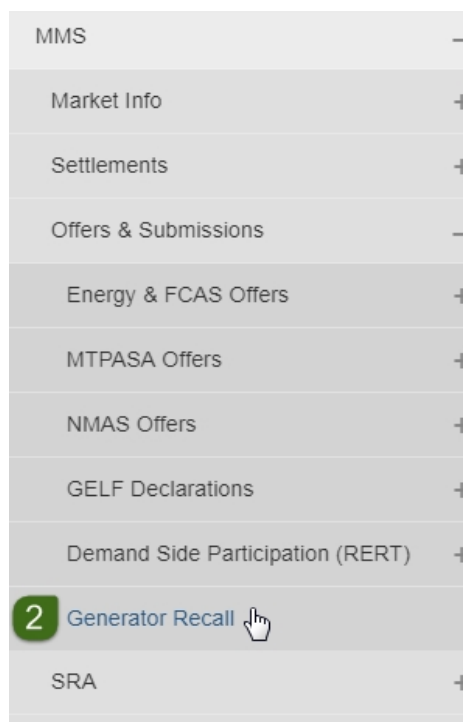 MMS –
Market Info +
Settlements +
Offers & Submissions –
Energy & FCAS Offers +
MTPASA Offers +
NMAS Offers +
GELF Declarations +
Demand Side Participation (RERT) +
2 Generator Recall
SRA +